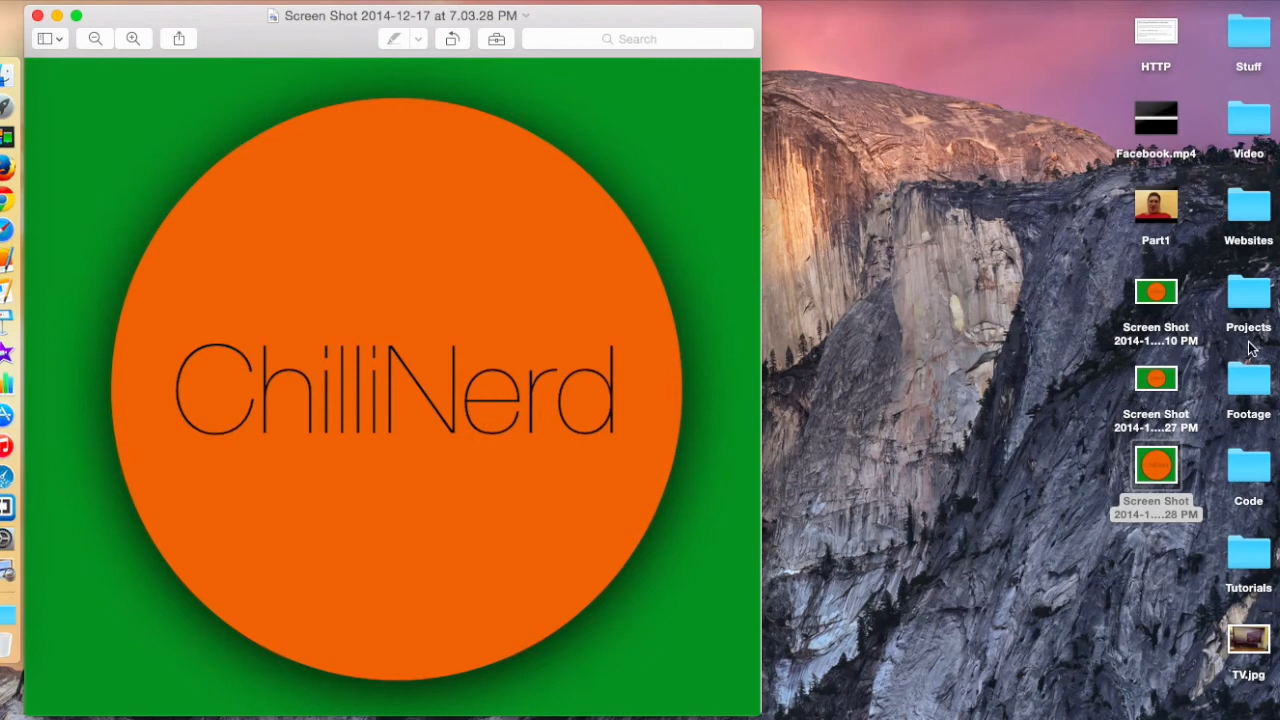 Screen Shot 2014-12-17 at 7.03.28 PM
Search
ChilliNerd
HTTP
Stuff
Facebook.mp4
Video
Part1
Websites
Screen Shot
2014-1....10 PM
Projects
Screen Shot
2014-1....27 PM
Footage
Screen Shot
2014-1....28 PM
Code
Tutorials
TV.jpg